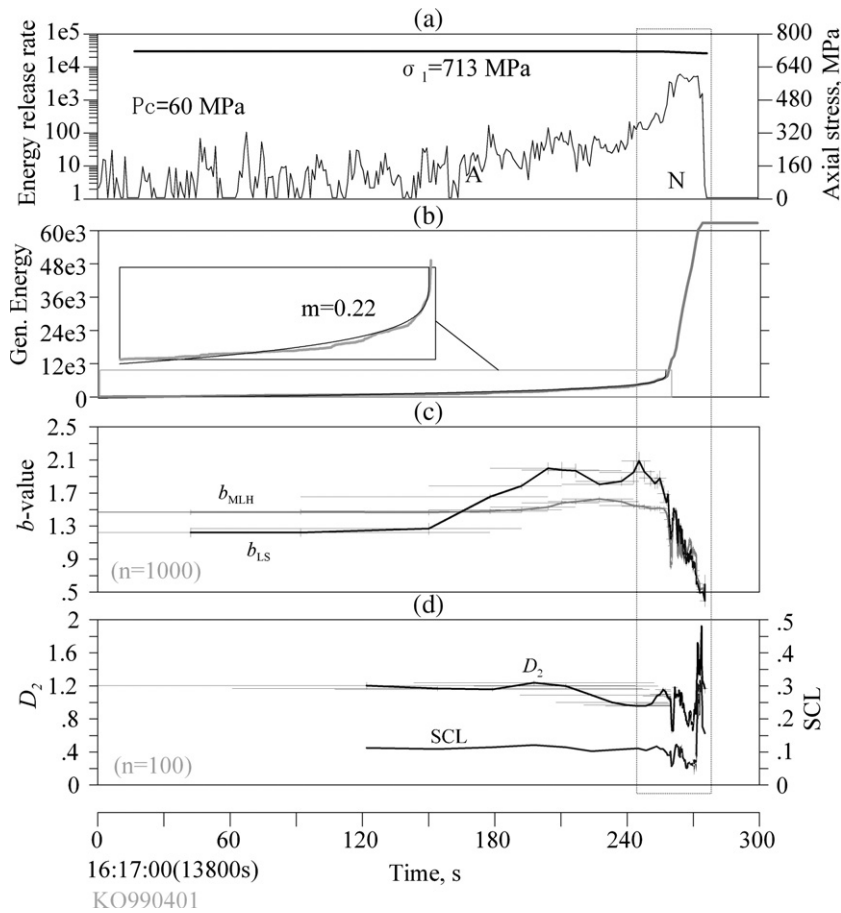 (a)
1e5
1e4
1e3
100
10
1
Energy release rate
σ1=713 MPa
Pc=60 MPa
A
N
800
640
480
320
160
0
Axial stress, MPa
(b)
60e3
48e3
36e3
24e3
12e3
0
Gen. Energy
m=0.22
(c)
2.5
2.1
1.7
1.3
.9
.5
b-value
bMLH
bLS
(n=1000)
(d)
2
1.6
1.2
.8
.4
0
D2
D2
SCL
(n=100)
.5
.4
.3
.2
.1
0
SCL
0 60 120 180 240 300
16:17:00(13800s)
Time, s
KO990401